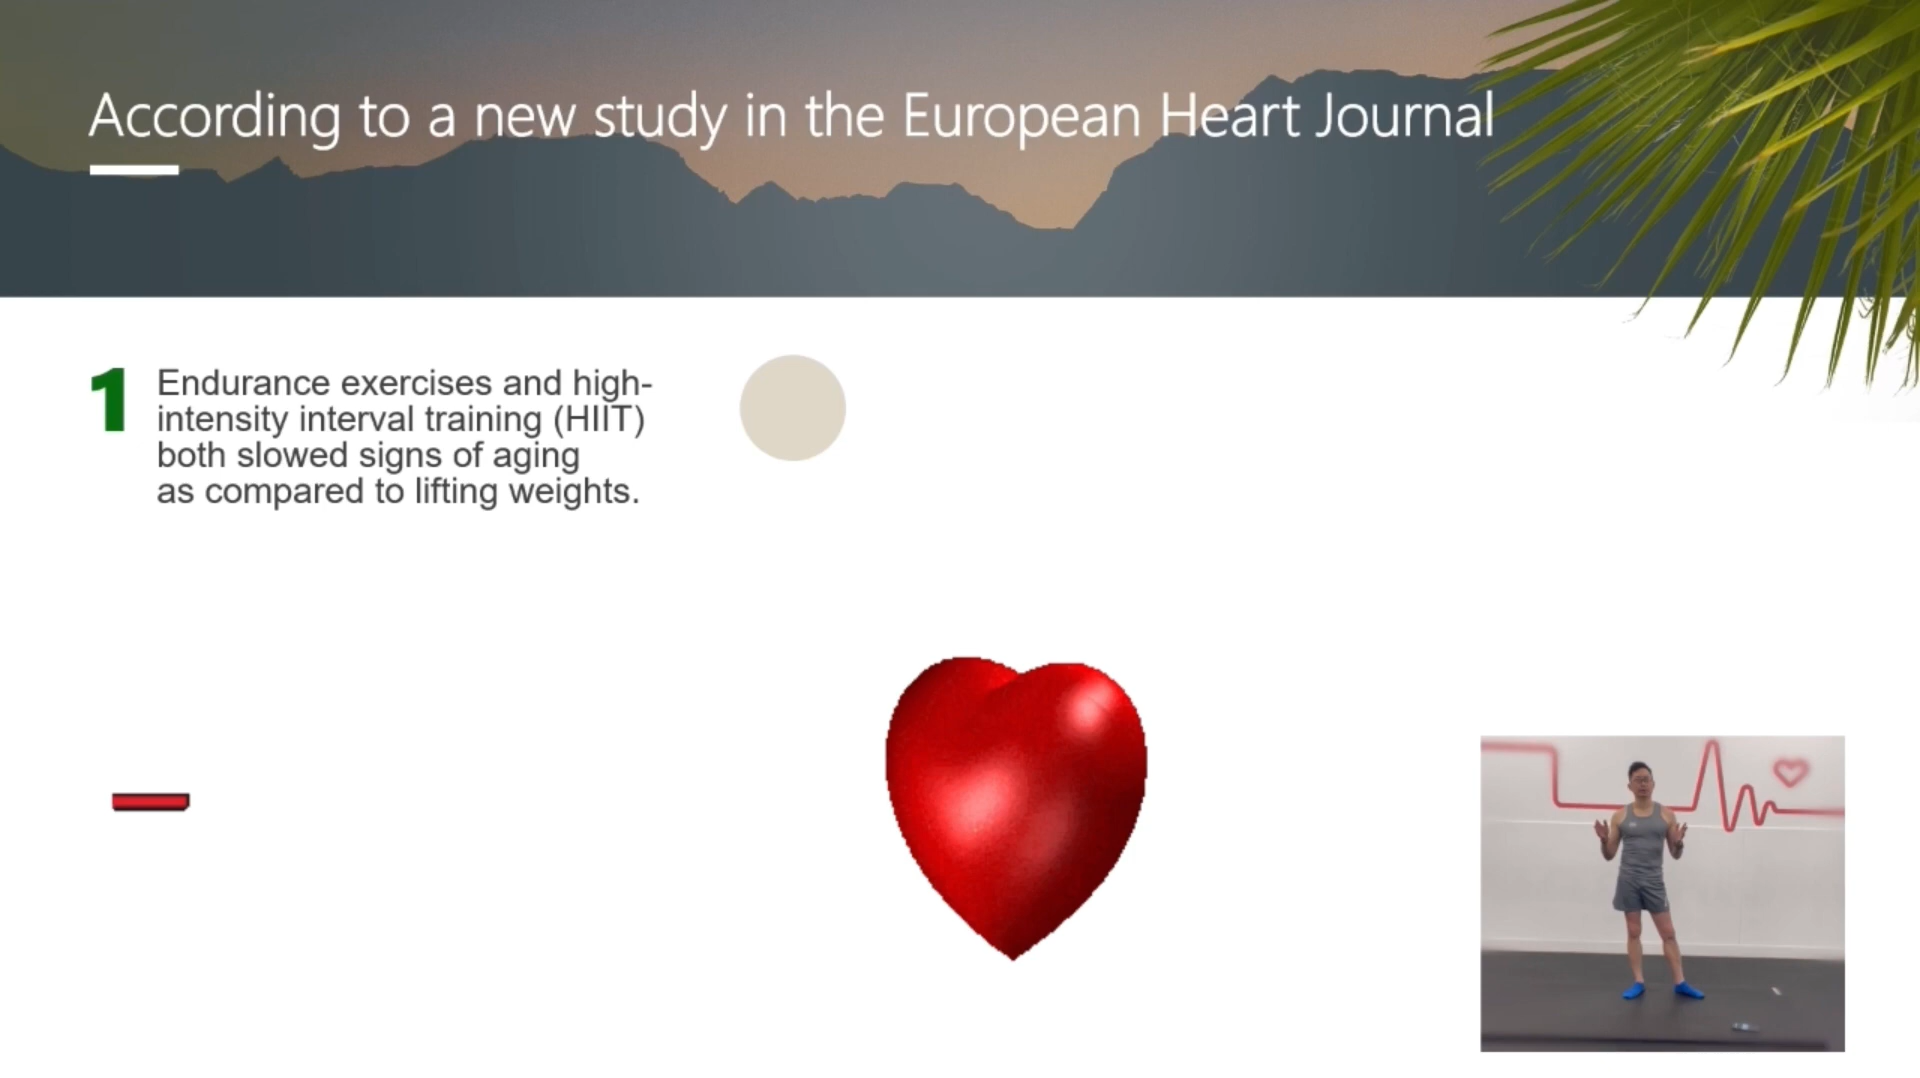 According to a new study in the European Heart Journal
1 Endurance exercises and high-
intensity interval training (HIIT)
both slowed signs of aging
as compared to lifting weights.